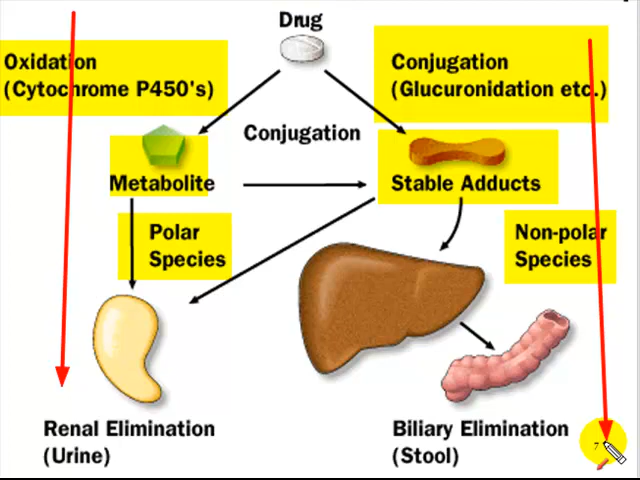 Drug
Oxidation
(Cytochrome P450's)
Conjugation
(Glucuronidation etc.)
Conjugation
Metabolite
Stable Adducts
Polar
Species
Non-polar
Species
Renal Elimination
(Urine)
Biliary Elimination
(Stool)
7